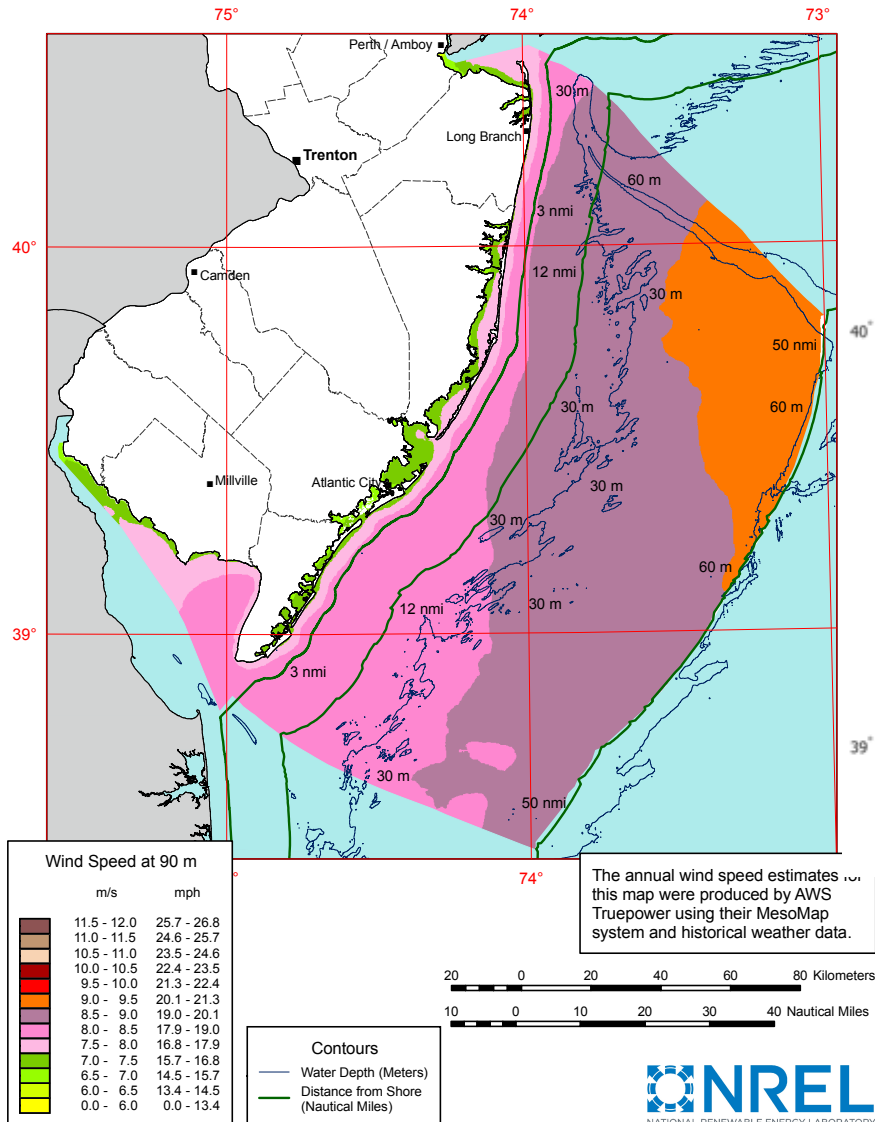 75° 74° 73°
Perth / Amboy
30 m
Long Branch
Trenton
60 m
3 nmi
40°
12 nmi
Camden
30 m
40°
50 nmi
30 m
60 m
Millville
Atlantic City
30 m
30 m
60 m
30 m
12 nmi
39°
3 nmi
39°
30 m
50 nmi
74°
Wind Speed at 90 m
m/s mph
11.5 - 12.0 25.7 - 26.8
11.0 - 11.5 24.6 - 25.7
10.5 - 11.0 23.5 - 24.6
10.0 - 10.5 22.4 - 23.5
9.5 - 10.0 21.3 - 22.4
9.0 - 9.5 20.1 - 21.3
8.5 - 9.0 19.0 - 20.1
8.0 - 8.5 17.9 - 19.0
7.5 - 8.0 16.8 - 17.9
7.0 - 7.5 15.7 - 16.8
6.5 - 7.0 14.5 - 15.7
6.0 - 6.5 13.4 - 14.5
0.0 - 6.0 0.0 - 13.4
The annual wind speed estimates for
this map were produced by AWS
Truepower using their MesoMap
system and historical weather data.
20 0 20 40 60 80 Kilometers
10 0 10 20 30 40 Nautical Miles
Contours
Water Depth (Meters)
Distance from Shore
(Nautical Miles)
NREL
NATIONAL RENEWABLE ENERGY LABORATORY